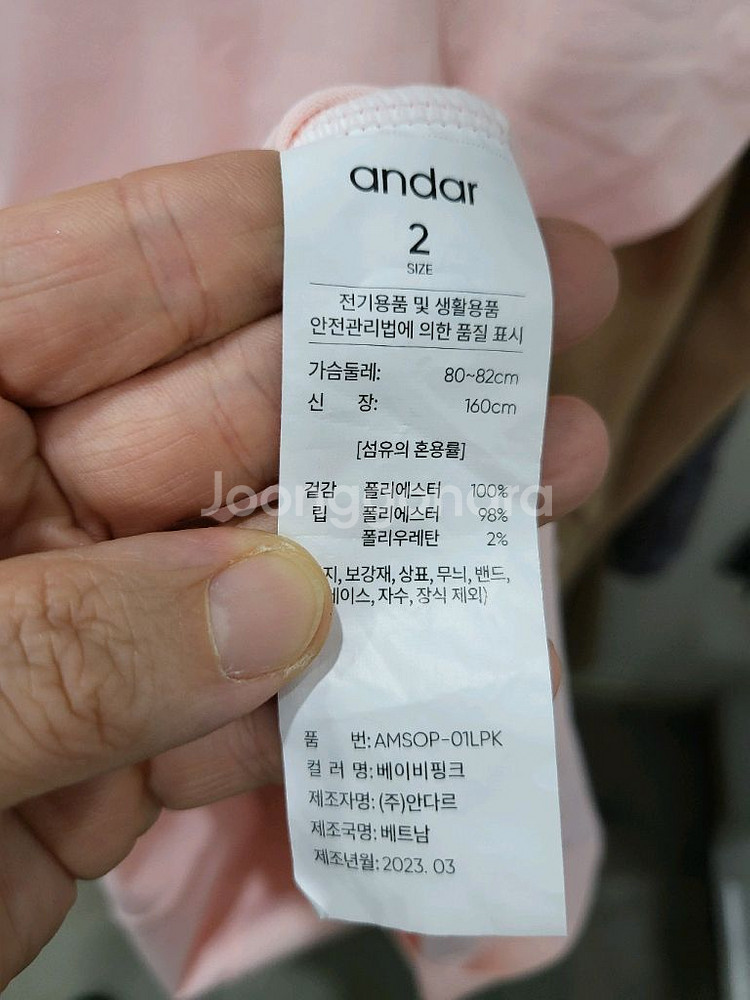 andar
2
SIZE
전기용품 및 생활용품
안전관리법에 의한 품질 표시
가슴둘레: 80~82cm
신 장: 160cm
[섬유의 혼용률]
겉감 폴리에스터 100%
Joonggonara
립 폴리에스터 98%
폴리우레탄 2%
지, 보강재, 상표, 무늬, 밴드,
레이스, 자수, 장식 제외)
품 번: AMSOP-01LPK
컬 러 명: 베이비핑크
제조자명: (주)안다르
제조국명: 베트남
제조년월: 2023. 03